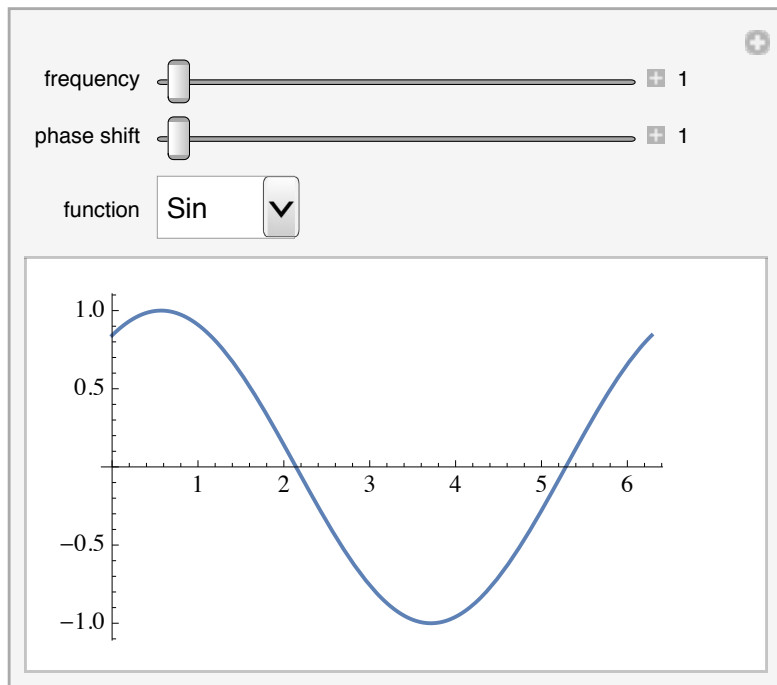 frequency 1
phase shift 1
function Sin
1.0
0.5
1 2 3 4 5 6
−0.5
−1.0